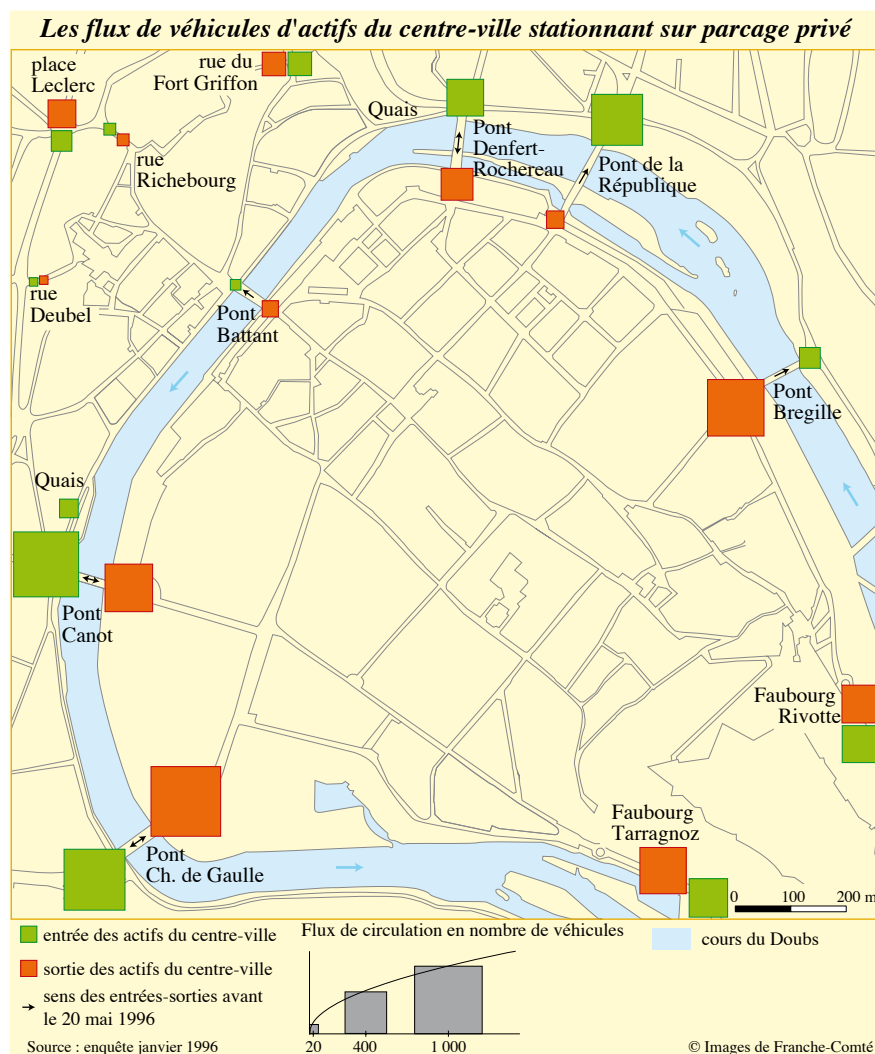 Les flux de véhicules d'actifs du centre-ville stationnant sur parcage privé
place
Leclerc
rue du
Fort Griffon
Quais
Pont
Denfert-
Rochereau
Pont de la
République
rue
Richebourg
rue
Deubel
Pont
Battant
Pont
Bregille
Quais
Pont
Canot
Faubourg
Rivotte
Faubourg
Tarragnoz
Pont
Ch. de Gaulle
0 100 200 m
entrée des actifs du centre-ville
sortie des actifs du centre-ville
sens des entrées-sorties avant
le 20 mai 1996
Flux de circulation en nombre de véhicules
20 400 1 000
cours du Doubs
Source : enquête janvier 1996
© Images de Franche-Comté